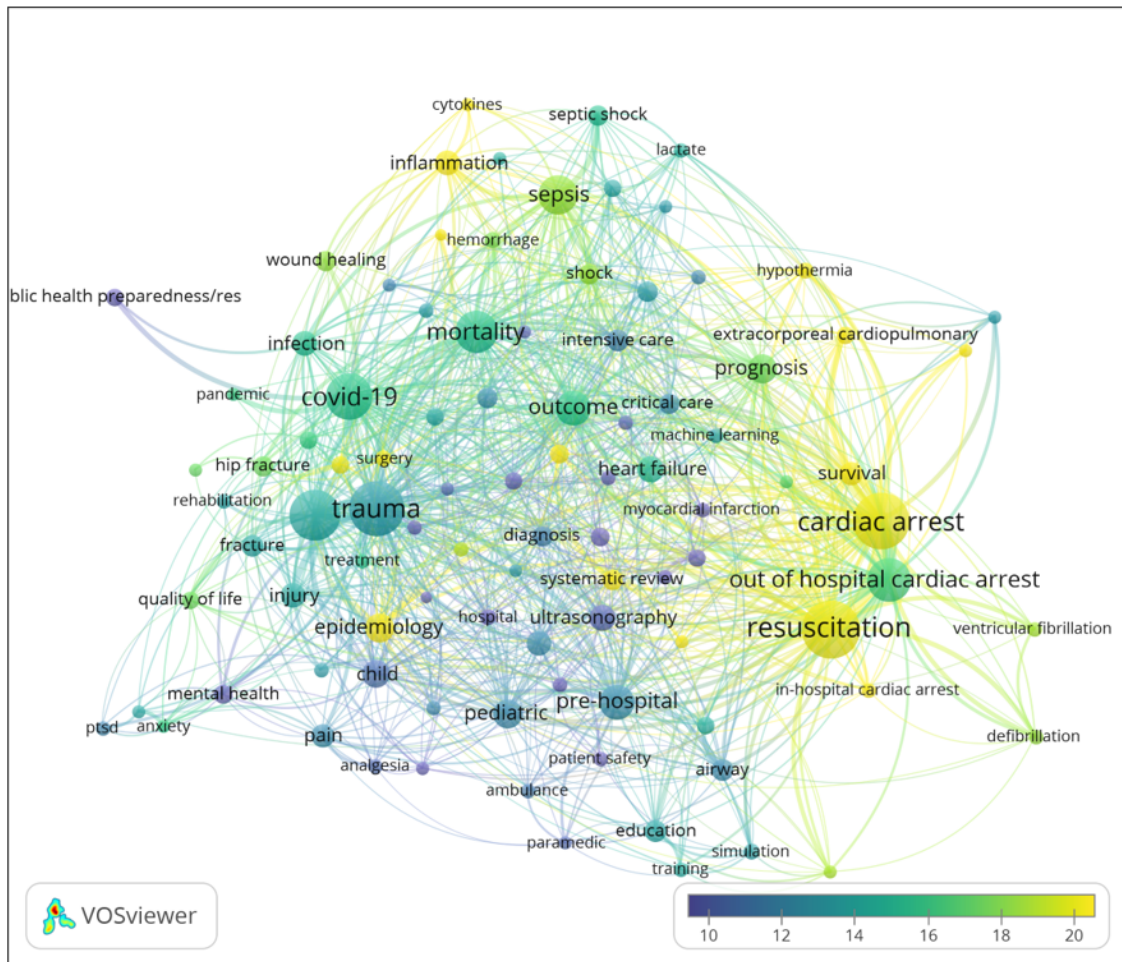 cytokines
septic shock
lactate
inflammation
sepsis
hemorrhage
wound healing
shock
hypothermia
blic health preparedness/res
mortality
extracorporeal cardiopulmonary
infection
intensive care
prognosis
pandemic
covid-19
outcome
critical care
machine learning
surgery
hip fracture
heart failure
survival
rehabilitation
trauma
myocardial infarction
cardiac arrest
fracture
diagnosis
treatment
systematic review
out of hospital cardiac arrest
quality of life
injury
hospital
ultrasonography
epidemiology
resuscitation
ventricular fibrillation
child
mental health
in-hospital cardiac arrest
pre-hospital
pediatric
ptsd
anxiety
pain
defibrillation
analgesia
patient safety
airway
ambulance
education
paramedic
simulation
training
VOSviewer
10 12 14 16 18 20